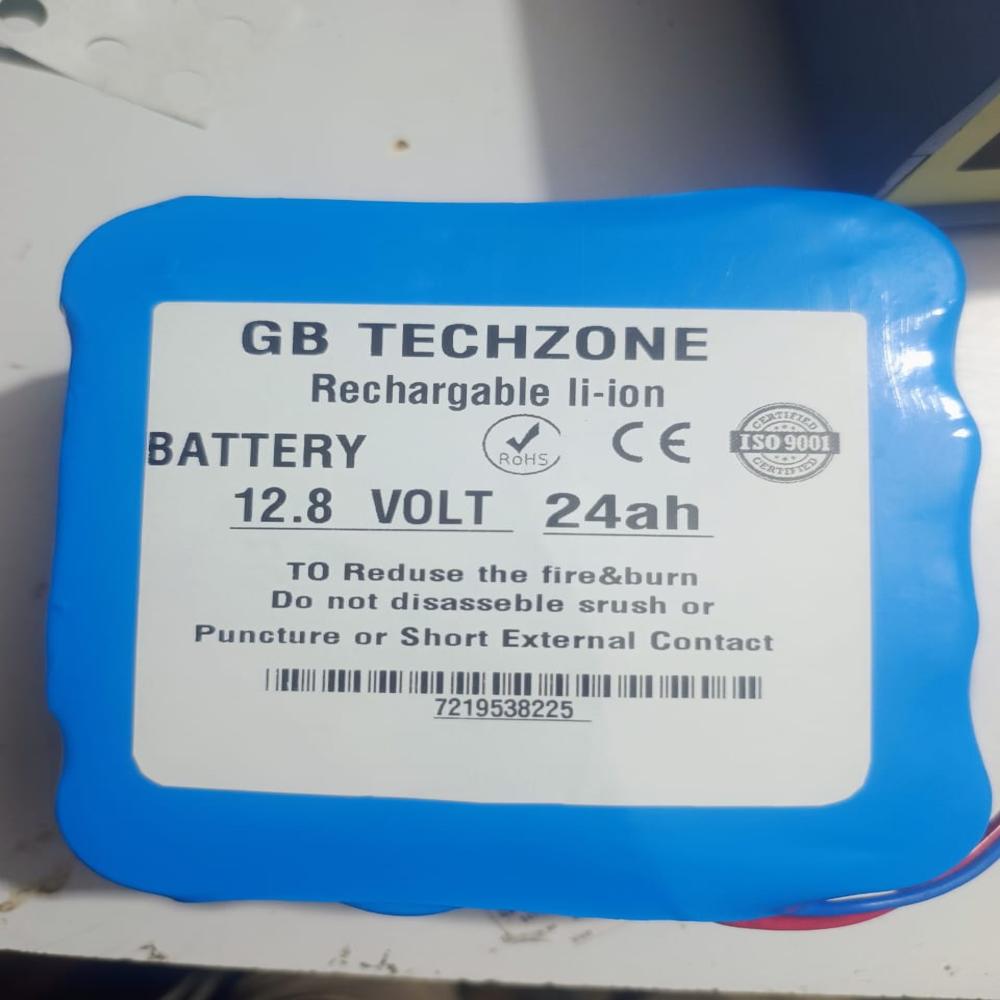 GB TECHZONE
Rechargable li-ion
BATTERY
RoHS
CE
CERTIFIED
ISO 9001
CERTIFIED
12.8 VOLT 24ah
TO Reduse the fire&burn
Do not disasseble srush or
Puncture or Short External Contact
7219538225